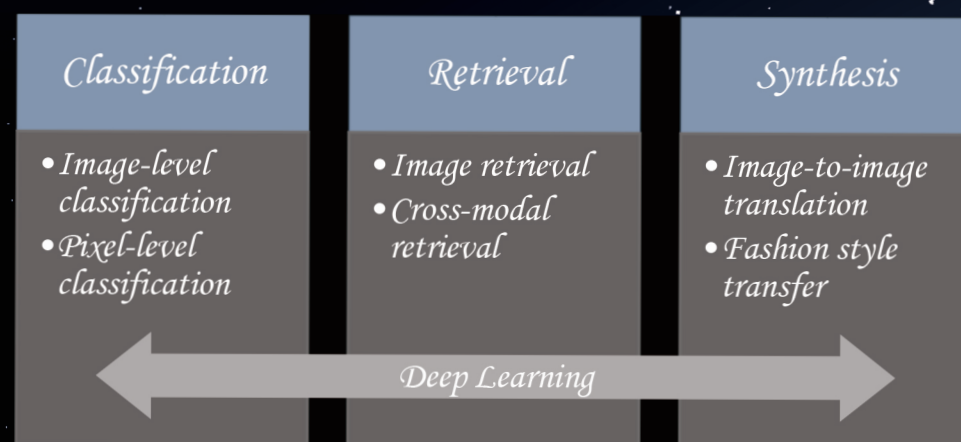 Classification
• Image-level
classification
• Pixel-level
classification
Retrieval
• Image retrieval
• Cross-modal
retrieval
Synthesis
• Image-to-image
translation
• Fashion style
transfer
Deep Learning